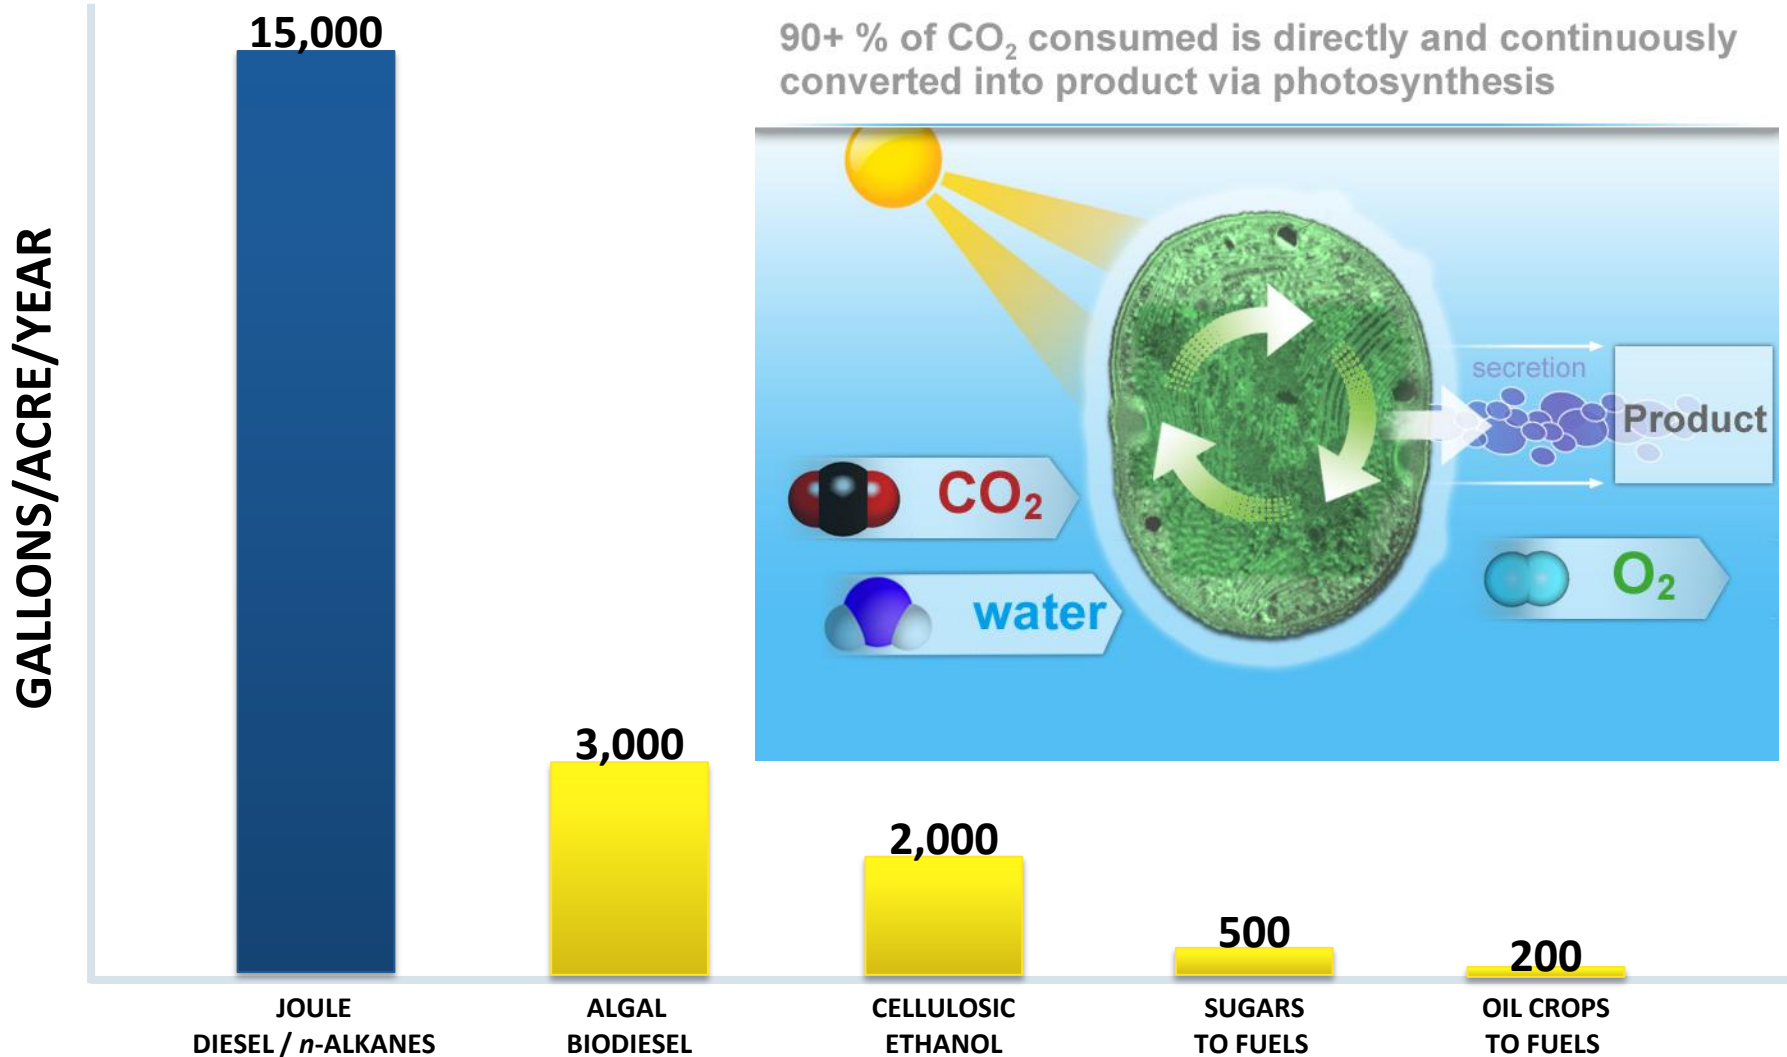 90+ % of CO₂ consumed is directly and continuously
converted into product via photosynthesis
GALLONS/ACRE/YEAR
15,000
3,000
2,000
500
200
secretion
Product
CO₂
water
O₂
JOULE
DIESEL / n-ALKANES
ALGAL
BIODIESEL
CELLULOSIC
ETHANOL
SUGARS
TO FUELS
OIL CROPS
TO FUELS